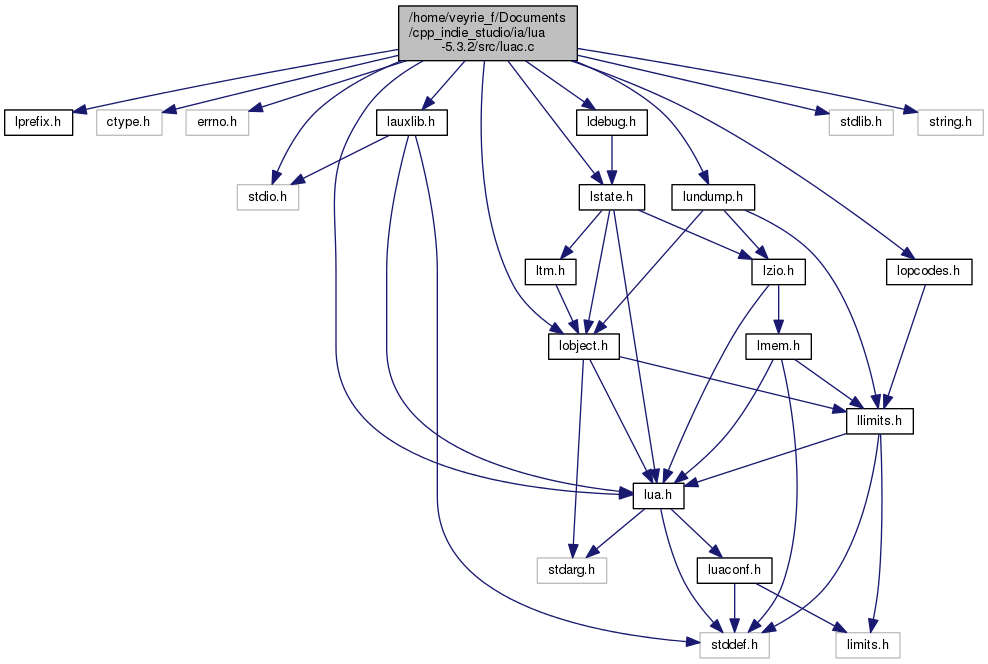 /home/veyrie_f/Documents
/cpp_indie_studio/ia/lua
-5.3.2/src/luac.c
lprefix.h
ctype.h
errno.h
lauxlib.h
ldebug.h
stdlib.h
string.h
stdio.h
lstate.h
lundump.h
ltm.h
lzio.h
lopcodes.h
lobject.h
lmem.h
llimits.h
lua.h
stdarg.h
luaconf.h
stddef.h
limits.h